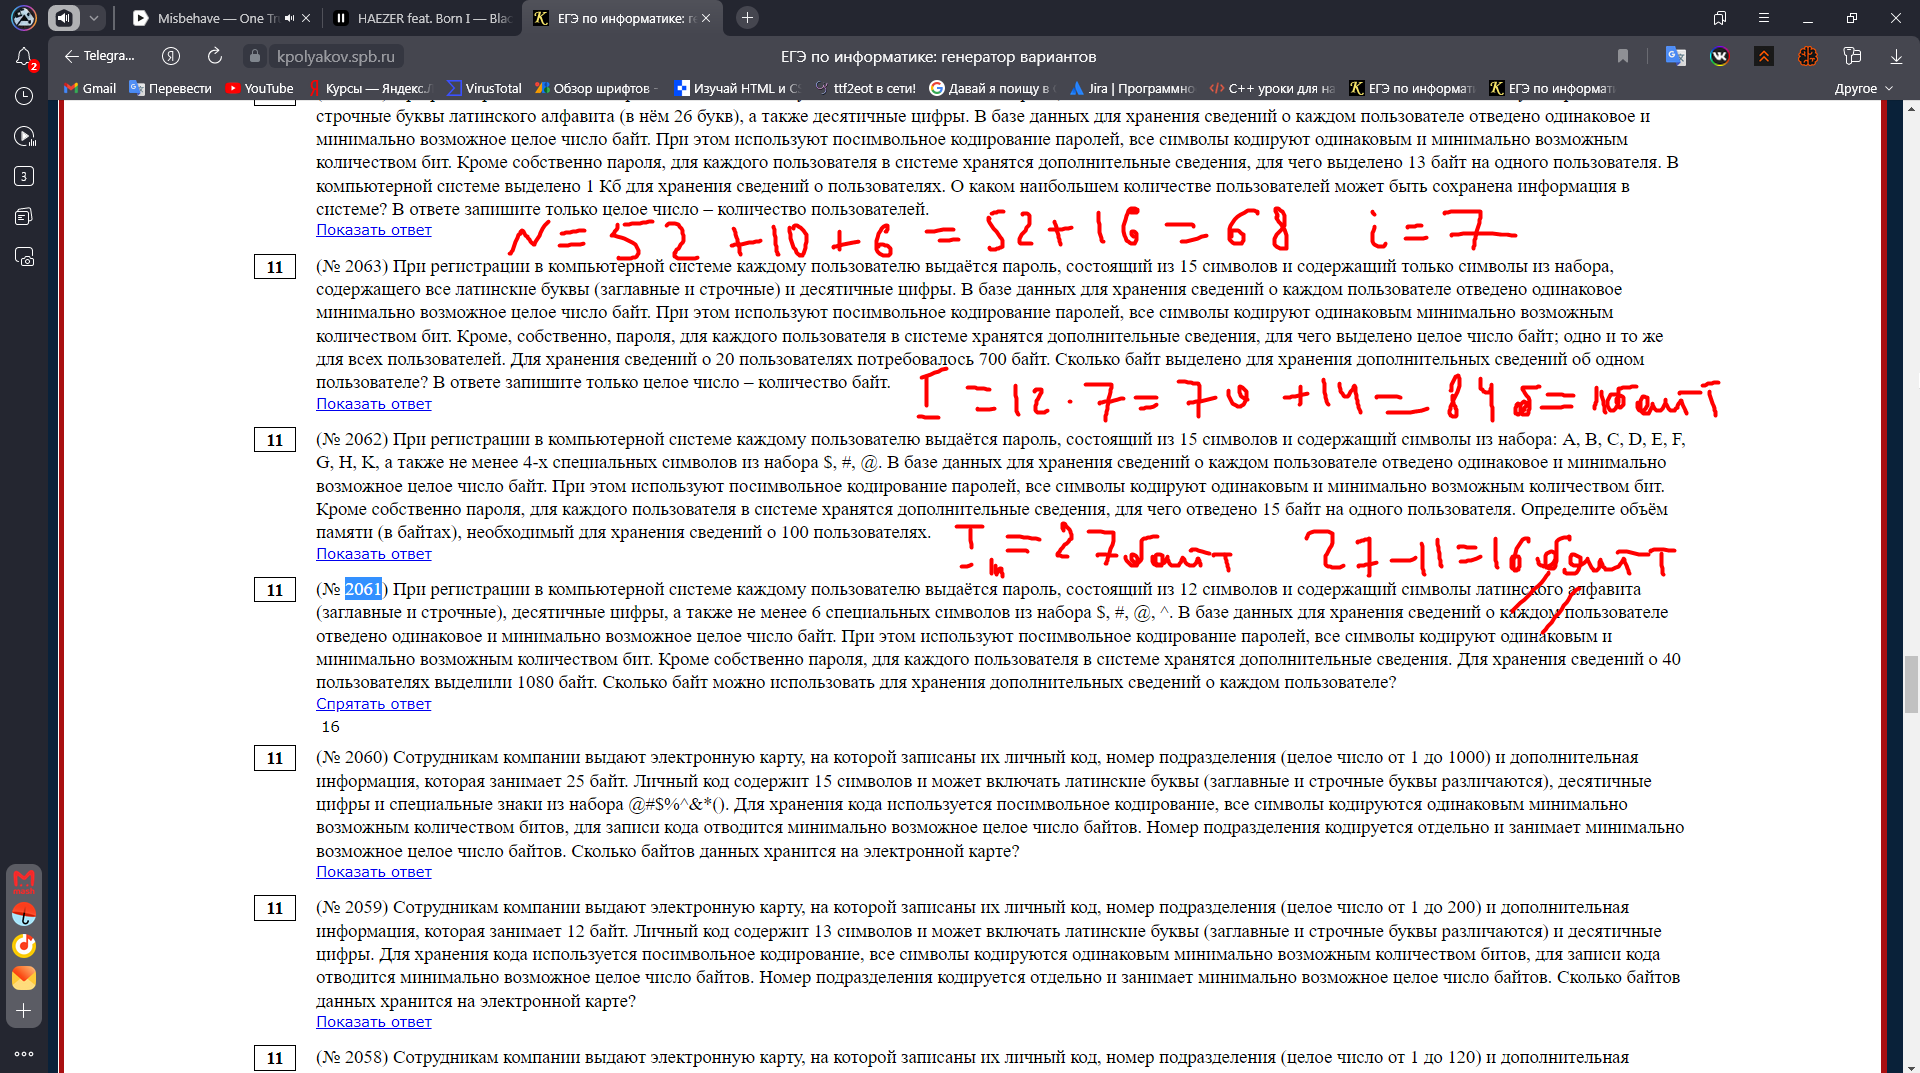 Misbehave — One Tr
HAEZER feat. Born I — Blac
ЕГЭ по информатике: ге
2
Telegra...
kpolyakov.spb.ru
ЕГЭ по информатике: генератор вариантов
Gmail
Перевести
YouTube
Курсы — Яндекс.
VirusTotal
Обзор шрифтов -
Изучай HTML и C
ttf2eot в сети!
Давай я поищу в
Jira | Программно
C++ уроки для на
ЕГЭ по информат
ЕГЭ по информат
Другое
3
строчные буквы латинского алфавита (в нём 26 букв), а также десятичные цифры. В базе данных для хранения сведений о каждом пользователе отведено одинаковое и
минимально возможное целое число байт. При этом используют посимвольное кодирование паролей, все символы кодируют одинаковым и минимально возможным
количеством бит. Кроме собственно пароля, для каждого пользователя в системе хранятся дополнительные сведения, для чего выделено 13 байт на одного пользователя. В
компьютерной системе выделено 1 Кб для хранения сведений о пользователях. О каком наибольшем количестве пользователей может быть сохранена информация в
системе? В ответе запишите только целое число – количество пользователей.
Показать ответ
N = 52 +10 +6 = 52+16 = 68 i = 7
11
(№ 2063) При регистрации в компьютерной системе каждому пользователю выдаётся пароль, состоящий из 15 символов и содержащий только символы из набора,
содержащего все латинские буквы (заглавные и строчные) и десятичные цифры. В базе данных для хранения сведений о каждом пользователе отведено одинаковое
минимально возможное целое число байт. При этом используют посимвольное кодирование паролей, все символы кодируют одинаковым минимально возможным
количеством бит. Кроме, собственно, пароля, для каждого пользователя в системе хранятся дополнительные сведения, для чего выделено целое число байт; одно и то же
для всех пользователей. Для хранения сведений о 20 пользователях потребовалось 700 байт. Сколько байт выделено для хранения дополнительных сведений об одном
пользователе? В ответе запишите только целое число – количество байт.
Показать ответ
I = 12 · 7 = 70 +14 = 84 б =
11
(№ 2062) При регистрации в компьютерной системе каждому пользователю выдаётся пароль, состоящий из 15 символов и содержащий символы из набора: A, B, C, D, E, F,
G, H, K, а также не менее 4-х специальных символов из набора $, #, @. В базе данных для хранения сведений о каждом пользователе отведено одинаковое и минимально
возможное целое число байт. При этом используют посимвольное кодирование паролей, все символы кодируют одинаковым и минимально возможным количеством бит.
Кроме собственно пароля, для каждого пользователя в системе хранятся дополнительные сведения, для чего отведено 15 байт на одного пользователя. Определите объём
памяти (в байтах), необходимый для хранения сведений о 100 пользователях.
Показать ответ
I = 27 байт 27 – 11 = 16 байт
11
(№ 2061) При регистрации в компьютерной системе каждому пользователю выдаётся пароль, состоящий из 12 символов и содержащий символы латинского алфавита
(заглавные и строчные), десятичные цифры, а также не менее 6 специальных символов из набора $, #, @, ^. В базе данных для хранения сведений о каждом пользователе
отведено одинаковое и минимально возможное целое число байт. При этом используют посимвольное кодирование паролей, все символы кодируют одинаковым и
минимально возможным количеством бит. Кроме собственно пароля, для каждого пользователя в системе хранятся дополнительные сведения. Для хранения сведений о 40
пользователях выделили 1080 байт. Сколько байт можно использовать для хранения дополнительных сведений о каждом пользователе?
Спрятать ответ
16
11
(№ 2060) Сотрудникам компании выдают электронную карту, на которой записаны их личный код, номер подразделения (целое число от 1 до 1000) и дополнительная
информация, которая занимает 25 байт. Личный код содержит 15 символов и может включать латинские буквы (заглавные и строчные буквы различаются), десятичные
цифры и специальные знаки из набора @#$%^&*(). Для хранения кода используется посимвольное кодирование, все символы кодируются одинаковым минимально
возможным количеством битов, для записи кода отводится минимально возможное целое число байтов. Номер подразделения кодируется отдельно и занимает минимально
возможное целое число байтов. Сколько байтов данных хранится на электронной карте?
Показать ответ
11
(№ 2059) Сотрудникам компании выдают электронную карту, на которой записаны их личный код, номер подразделения (целое число от 1 до 200) и дополнительная
информация, которая занимает 12 байт. Личный код содержит 13 символов и может включать латинские буквы (заглавные и строчные буквы различаются) и десятичные
цифры. Для хранения кода используется посимвольное кодирование, все символы кодируются одинаковым минимально возможным количеством битов, для записи кода
отводится минимально возможное целое число байтов. Номер подразделения кодируется отдельно и занимает минимально возможное целое число байтов. Сколько байтов
данных хранится на электронной карте?
Показать ответ
11
(№ 2058) Сотрудникам компании выдают электронную карту, на которой записаны их личный код, номер подразделения (целое число от 1 до 120) и дополнительная